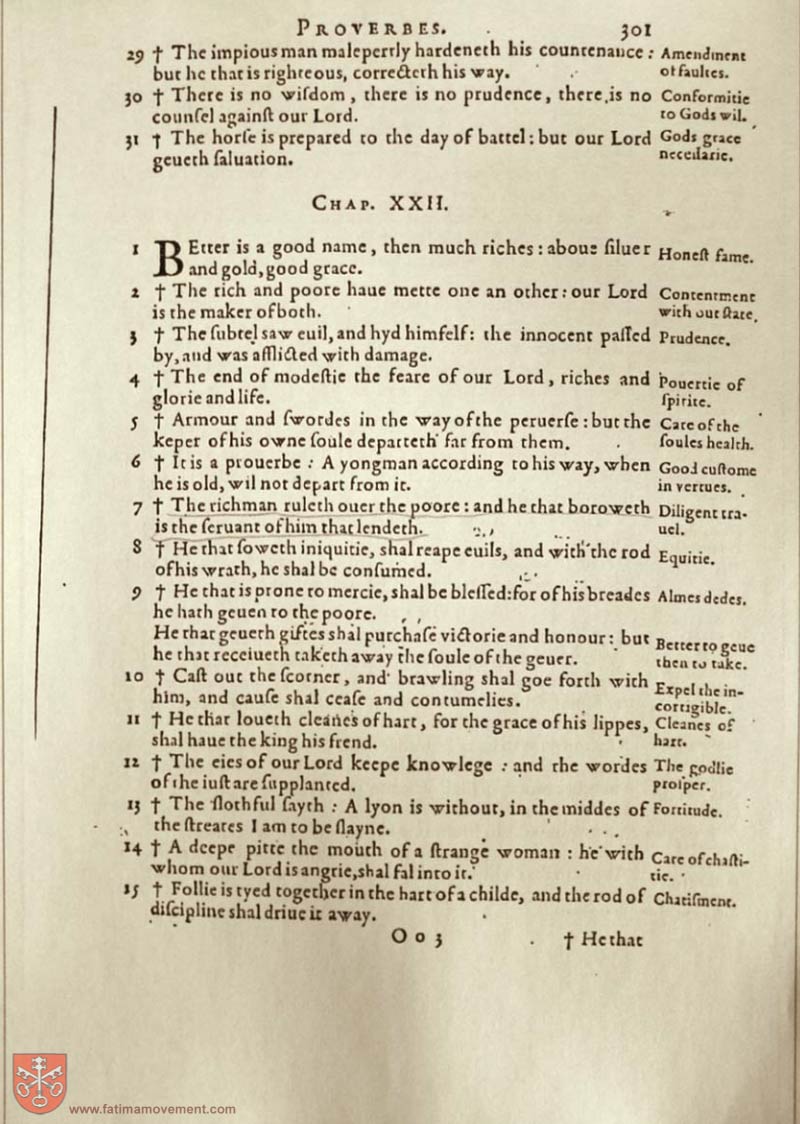 PROVERBES. 301
29 † The impious man malepertly hardeneth his countenance : Amendment
but he that is righteous, correcteth his way. of faultes.
30 † There is no wiſdom , there is no prudence , there is no Conformitie
counſel againſt our Lord. to Gods wil.
31 † The horſe is prepared to the day of battel : but our Lord Gods grace
geueth ſaluation. neceſſarie.
CHAP. XXII.
1 BEtter is a good name , then much riches : aboue ſiluer Honeſt fame.
and gold, good grace.
2 † The rich and poore haue mette one an other : our Lord Contentment
is the maker of both. with our ſtate.
3 † The ſubtel saw euil, and hyd himſelf : the innocent paſſed Prudence.
by, and was afflicted with damage.
4 † The end of modeſtie the feare of our Lord , riches and Pouertie of
glorie and life. ſpirite.
5 † Armour and ſwordes in the way of the peruerſe : but the Care of the
keper of his owne ſoule departeth far from them. ſoules health.
6 † It is a prouerbe : A yongman according to his way, when Good cuſtome
he is old, wil not depart from it. in vertues.
7 † The richman ruleth ouer the poore : and he that boroweth Diligent tra-
is the ſeruant of him that lendeth. uel.
8 † He that ſoweth iniquitie, shal reape euils, and with the rod Equitie.
of his wrath, he shal be conſumed.
9 † He that is prone to mercie, shal be bleſſed : for of his breades Almes dedes.
he hath geuen to the poore.
He that geueth giftes shal purchaſe victorie and honour : but Better to geue
he that receiueth taketh away the ſoule of the geuer. then to take.
10 † Caſt out the ſcorner, and brawling shal goe forth with Expel the in-
him, and cauſe shal ceaſe and contumelies. corrigible.
11 † He that loueth cleanes of hart, for the grace of his lippes, Cleanes of
shal haue the king his frend. hart.
12 † The eies of our Lord keepe knowlege : and the wordes The godlie
of the iuſt are ſupplanted. proſper.
13 † The ſlothful ſayth : A lyon is without, in the middes of Fortitude.
the ſtreates I am to be ſlayne.
14 † A deepe pitte the mouth of a ſtrange woman : he with Care of chaſti-
whom our Lord is angrie, shal fal into it. tie.
15 † Follie is tyed together in the hart of a childe, and the rod of Chatiſment.
diſcipline shal driue it away.
O o 3 † He that
www.fatimamovement.com